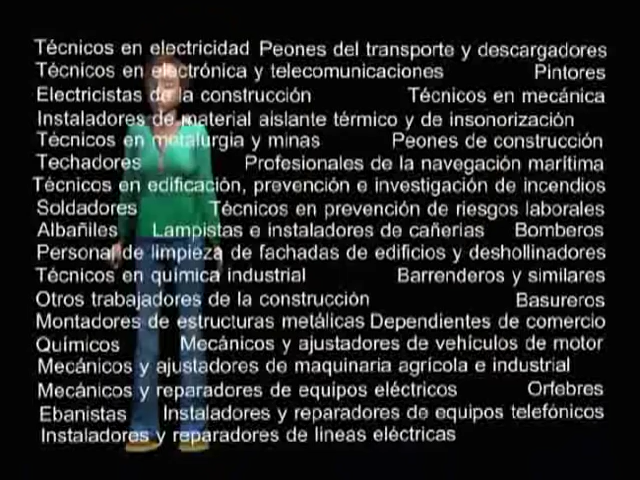 Técnicos en electricidad Peones del transporte y descargadores
Técnicos en electrónica y telecomunicaciones Pintores
Electricistas de la construcción Técnicos en mecánica
Instaladores de material aislante térmico y de insonorización
Técnicos en metalurgia y minas Peones de construcción
Techadores Profesionales de la navegación marítima
Técnicos en edificación, prevención e investigación de incendios
Soldadores Técnicos en prevención de riesgos laborales
Albañiles Lampistas e instaladores de cañerias Bomberos
Personal de limpieza de fachadas de edificios y deshollinadores
Técnicos en química industrial Barrenderos y similares
Otros trabajadores de la construcción Basureros
Montadores de estructuras metálicas Dependientes de comercio
Químicos Mecánicos y ajustadores de vehículos de motor
Mecánicos y ajustadores de maquinaria agrícola e industrial
Mecánicos y reparadores de equipos eléctricos Orfebres
Ebanistas Instaladores y reparadores de equipos telefónicos
Instaladores y reparadores de lineas eléctricas